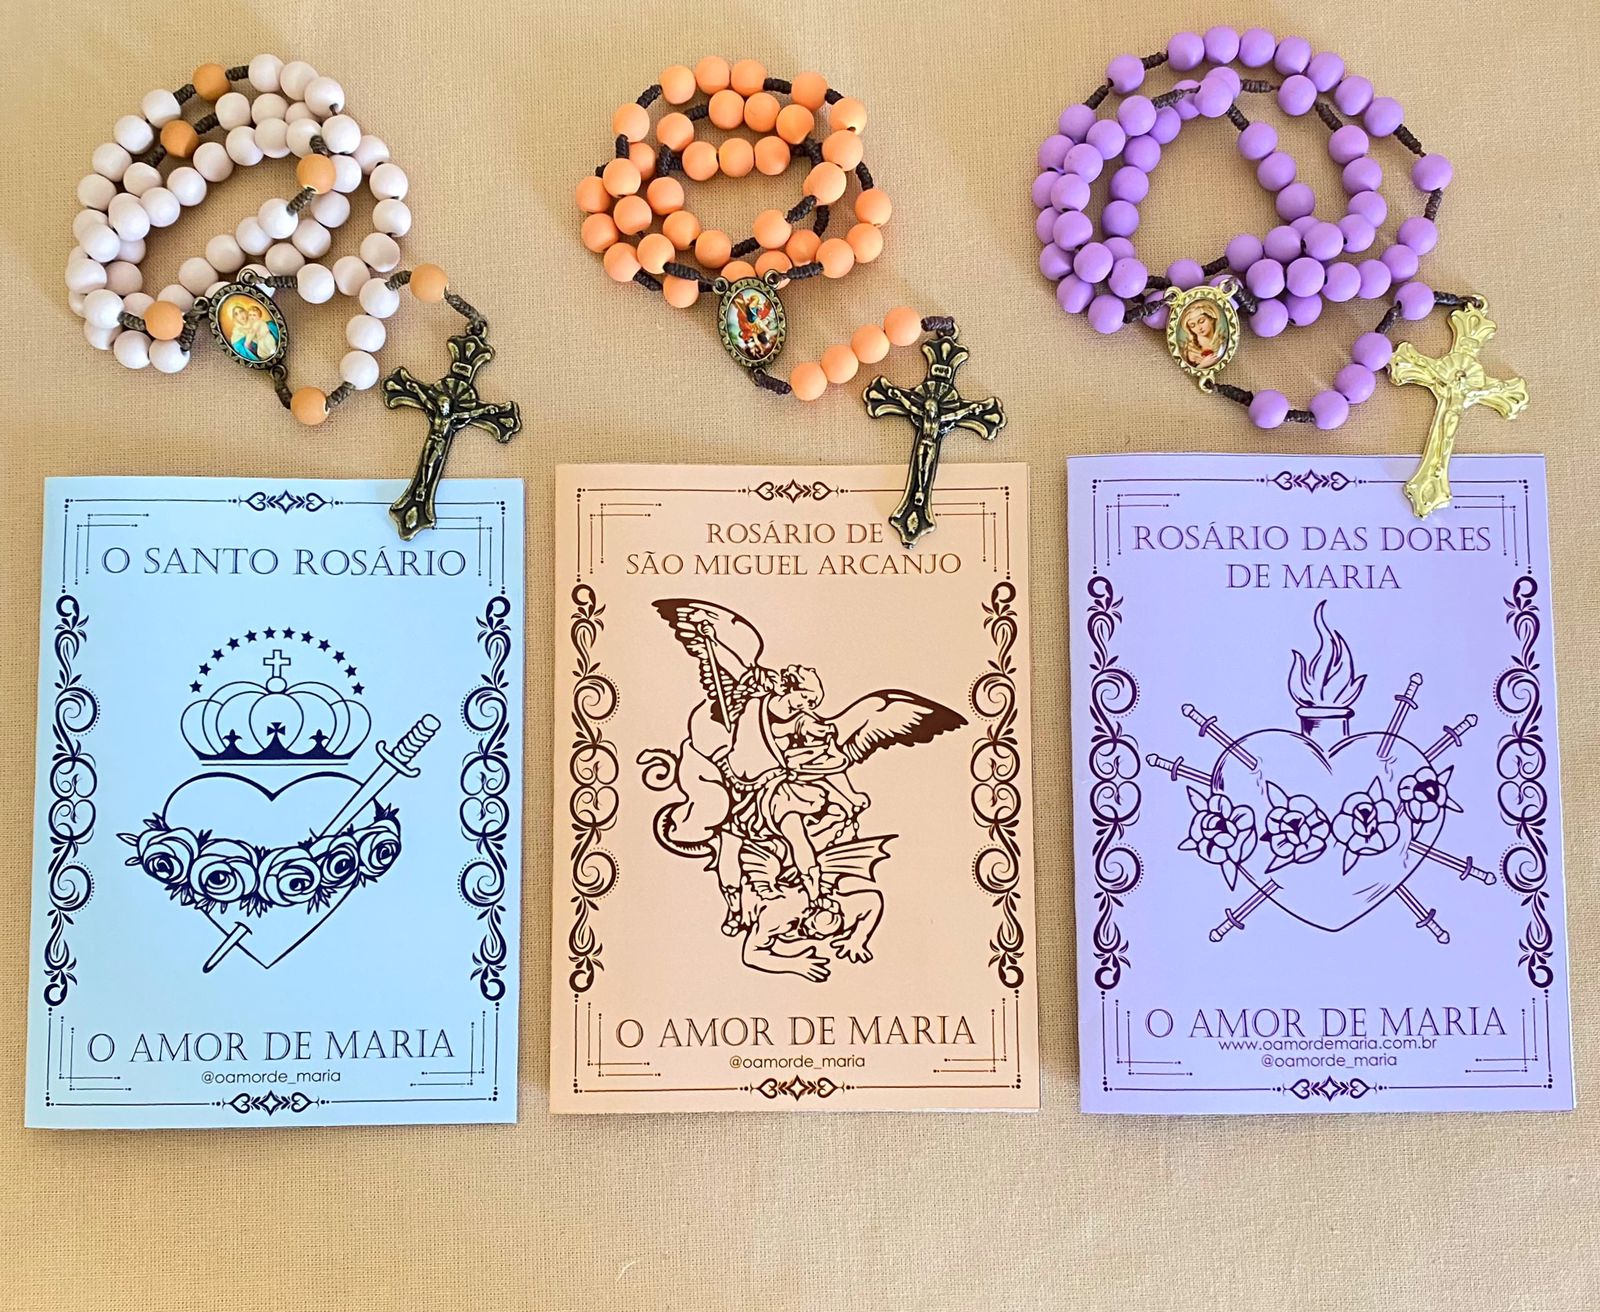 O SANTO ROSÁRIO
O AMOR DE MARIA
@oamorde_maria
ROSÁRIO DE
SÃO MIGUEL ARCANJO
O AMOR DE MARIA
@oamorde_maria
ROSÁRIO DAS DORES
DE MARIA
O AMOR DE MARIA
www.oamordemaria.com.br
@oamorde_maria